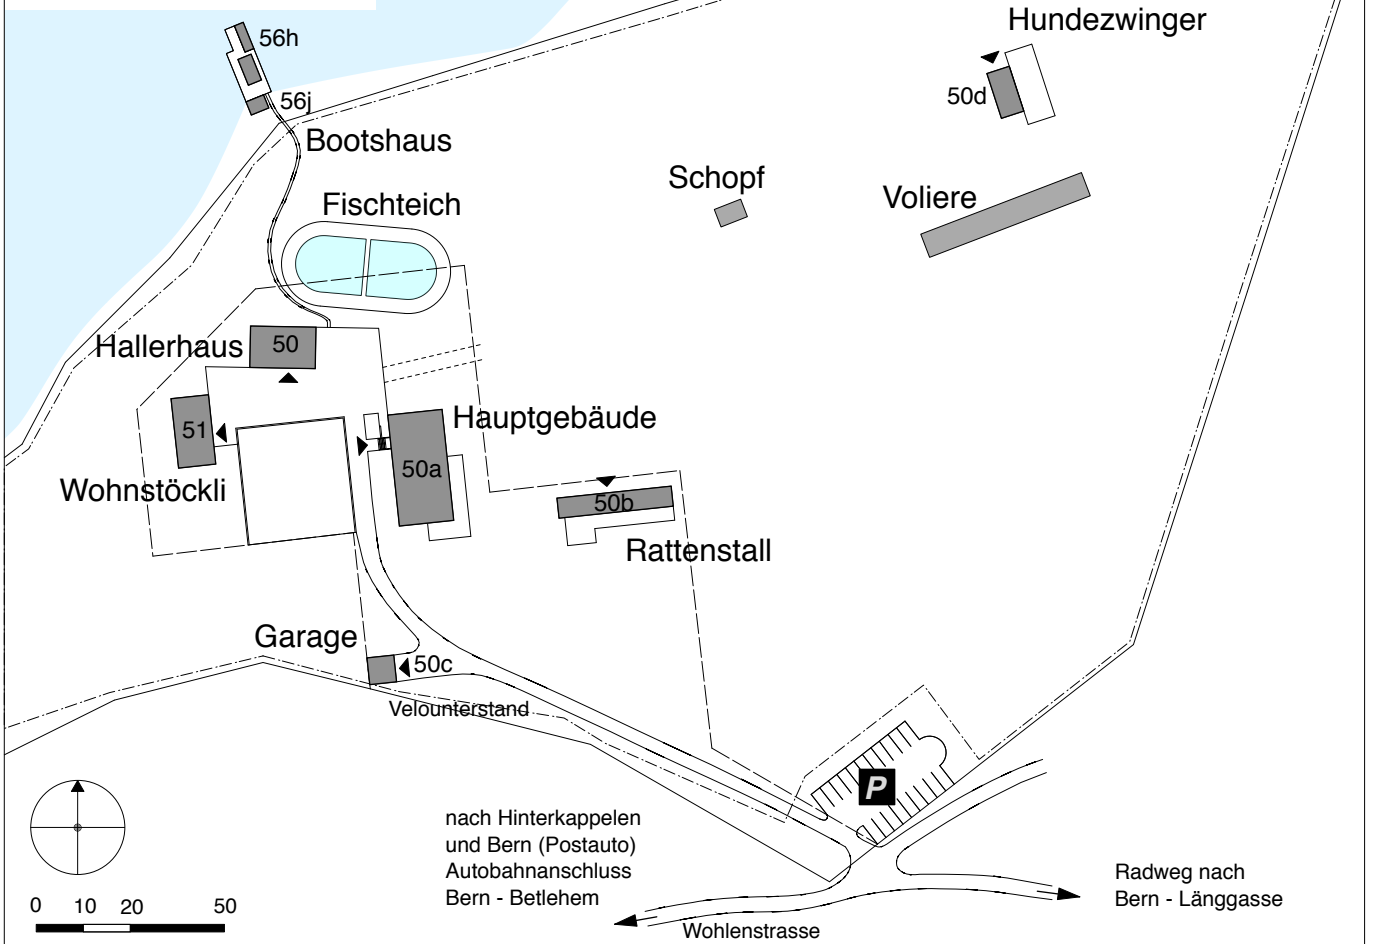 Hundezwinger
56h
50d
56j
Bootshaus
Schopf
Voliere
Fischteich
Hallerhaus
50
Hauptgebäude
51
50a
Wohnstöckli
50b
Rattenstall
Garage
50c
Velounterstand
P
nach Hinterkappelen
und Bern (Postauto)
Autobahnanschluss
Bern - Betlehem
Radweg nach
Bern - Länggasse
0 10 20 50
Wohlenstrasse